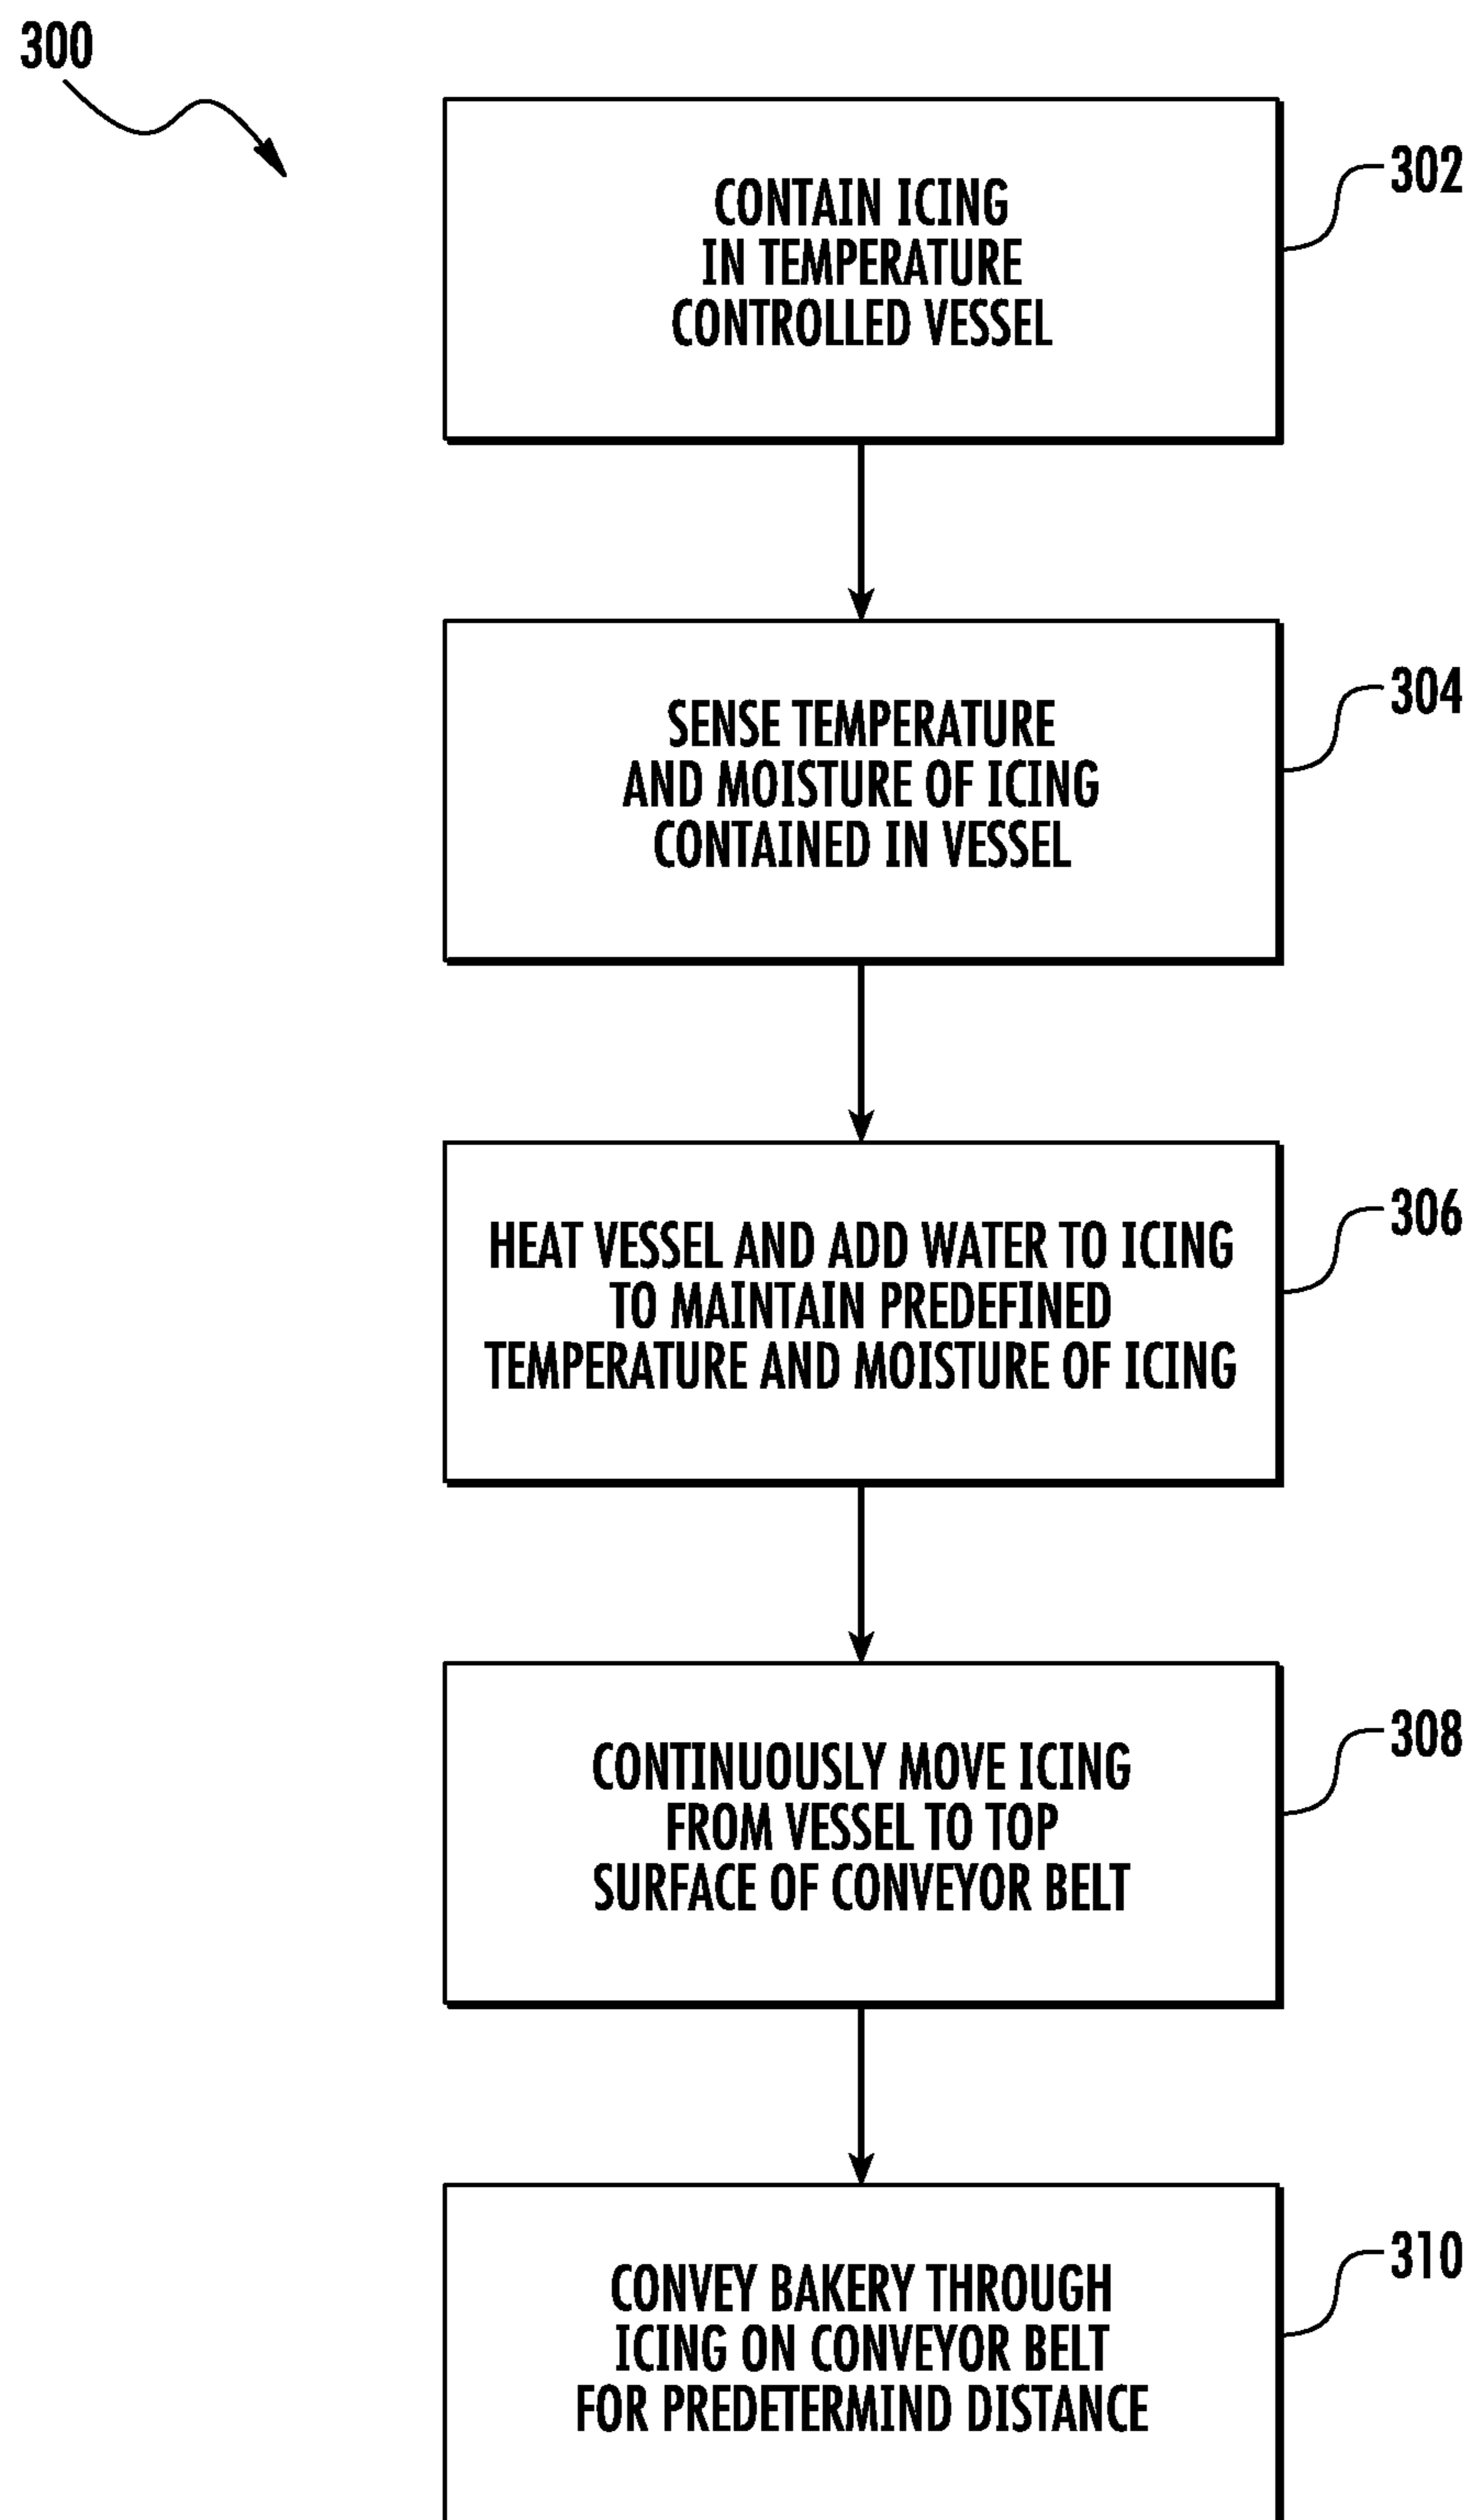 300
CONTAIN ICING
IN TEMPERATURE
CONTROLLED VESSEL
302
SENSE TEMPERATURE
AND MOISTURE OF ICING
CONTAINED IN VESSEL
304
HEAT VESSEL AND ADD WATER TO ICING
TO MAINTAIN PREDEFINED
TEMPERATURE AND MOISTURE OF ICING
306
CONTINUOUSLY MOVE ICING
FROM VESSEL TO TOP
SURFACE OF CONVEYOR BELT
308
CONVEY BAKERY THROUGH
ICING ON CONVEYOR BELT
FOR PREDETERMIND DISTANCE
310